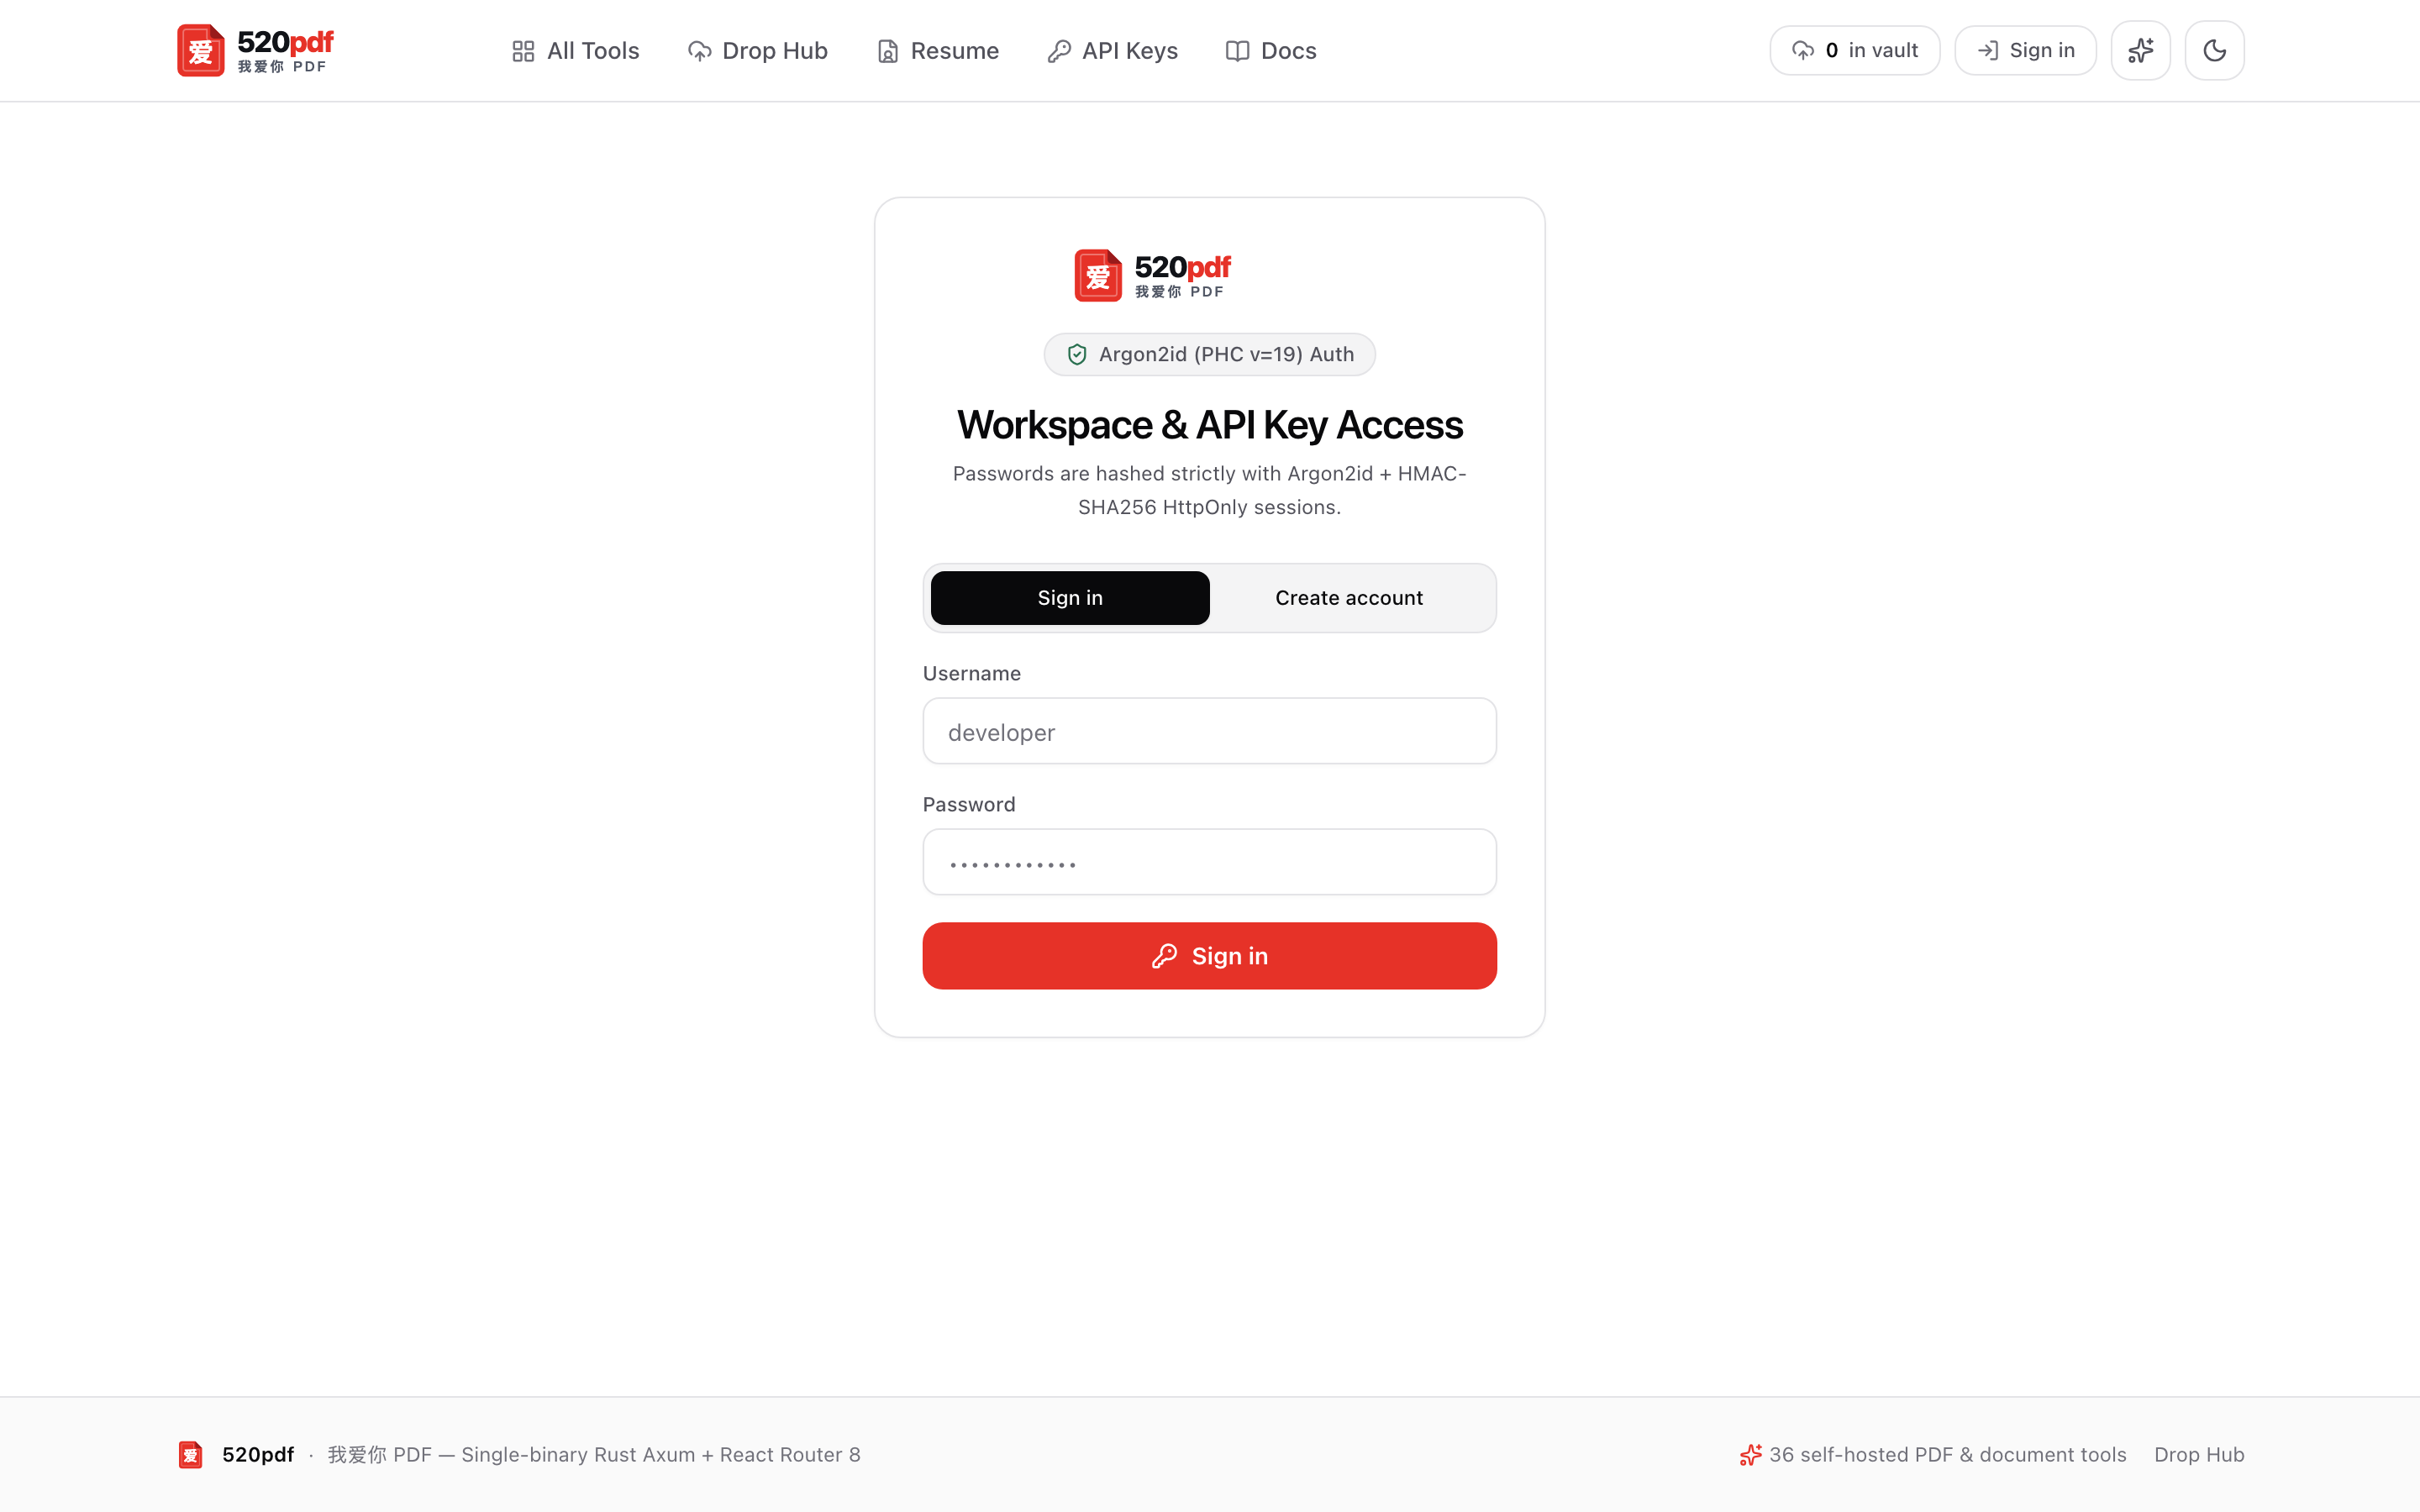 爱 520pdf
我爱你 PDF
All Tools
Drop Hub
Resume
API Keys
Docs
0 in vault
Sign in
爱 520pdf
我爱你 PDF
Argon2id (PHC v=19) Auth
Workspace & API Key Access
Passwords are hashed strictly with Argon2id + HMAC-
SHA256 HttpOnly sessions.
Sign in
Create account
Username
developer
Password
••••••••••••
Sign in
爱 520pdf · 我爱你 PDF — Single-binary Rust Axum + React Router 8
36 self-hosted PDF & document tools
Drop Hub